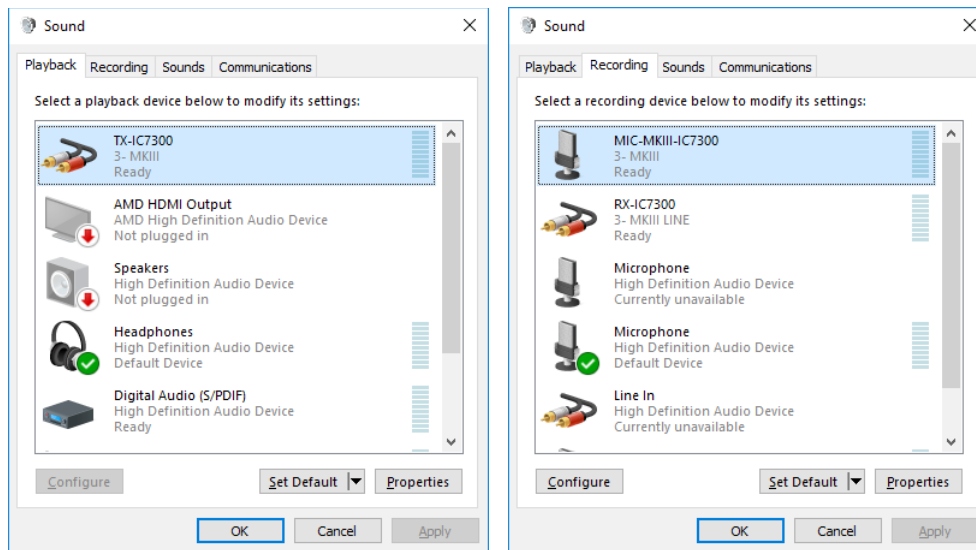 Sound
Playback Recording Sounds Communications
Select a playback device below to modify its settings:
TX-IC7300
3- MKIII
Ready
AMD HDMI Output
AMD High Definition Audio Device
Not plugged in
Speakers
High Definition Audio Device
Not plugged in
Headphones
High Definition Audio Device
Default Device
Digital Audio (S/PDIF)
High Definition Audio Device
Ready
Configure Set Default Properties
OK Cancel Apply
Sound
Playback Recording Sounds Communications
Select a recording device below to modify its settings:
MIC-MKIII-IC7300
3- MKIII
Ready
RX-IC7300
3- MKIII LINE
Ready
Microphone
High Definition Audio Device
Currently unavailable
Microphone
High Definition Audio Device
Default Device
Line In
High Definition Audio Device
Currently unavailable
Configure Set Default Properties
OK Cancel Apply